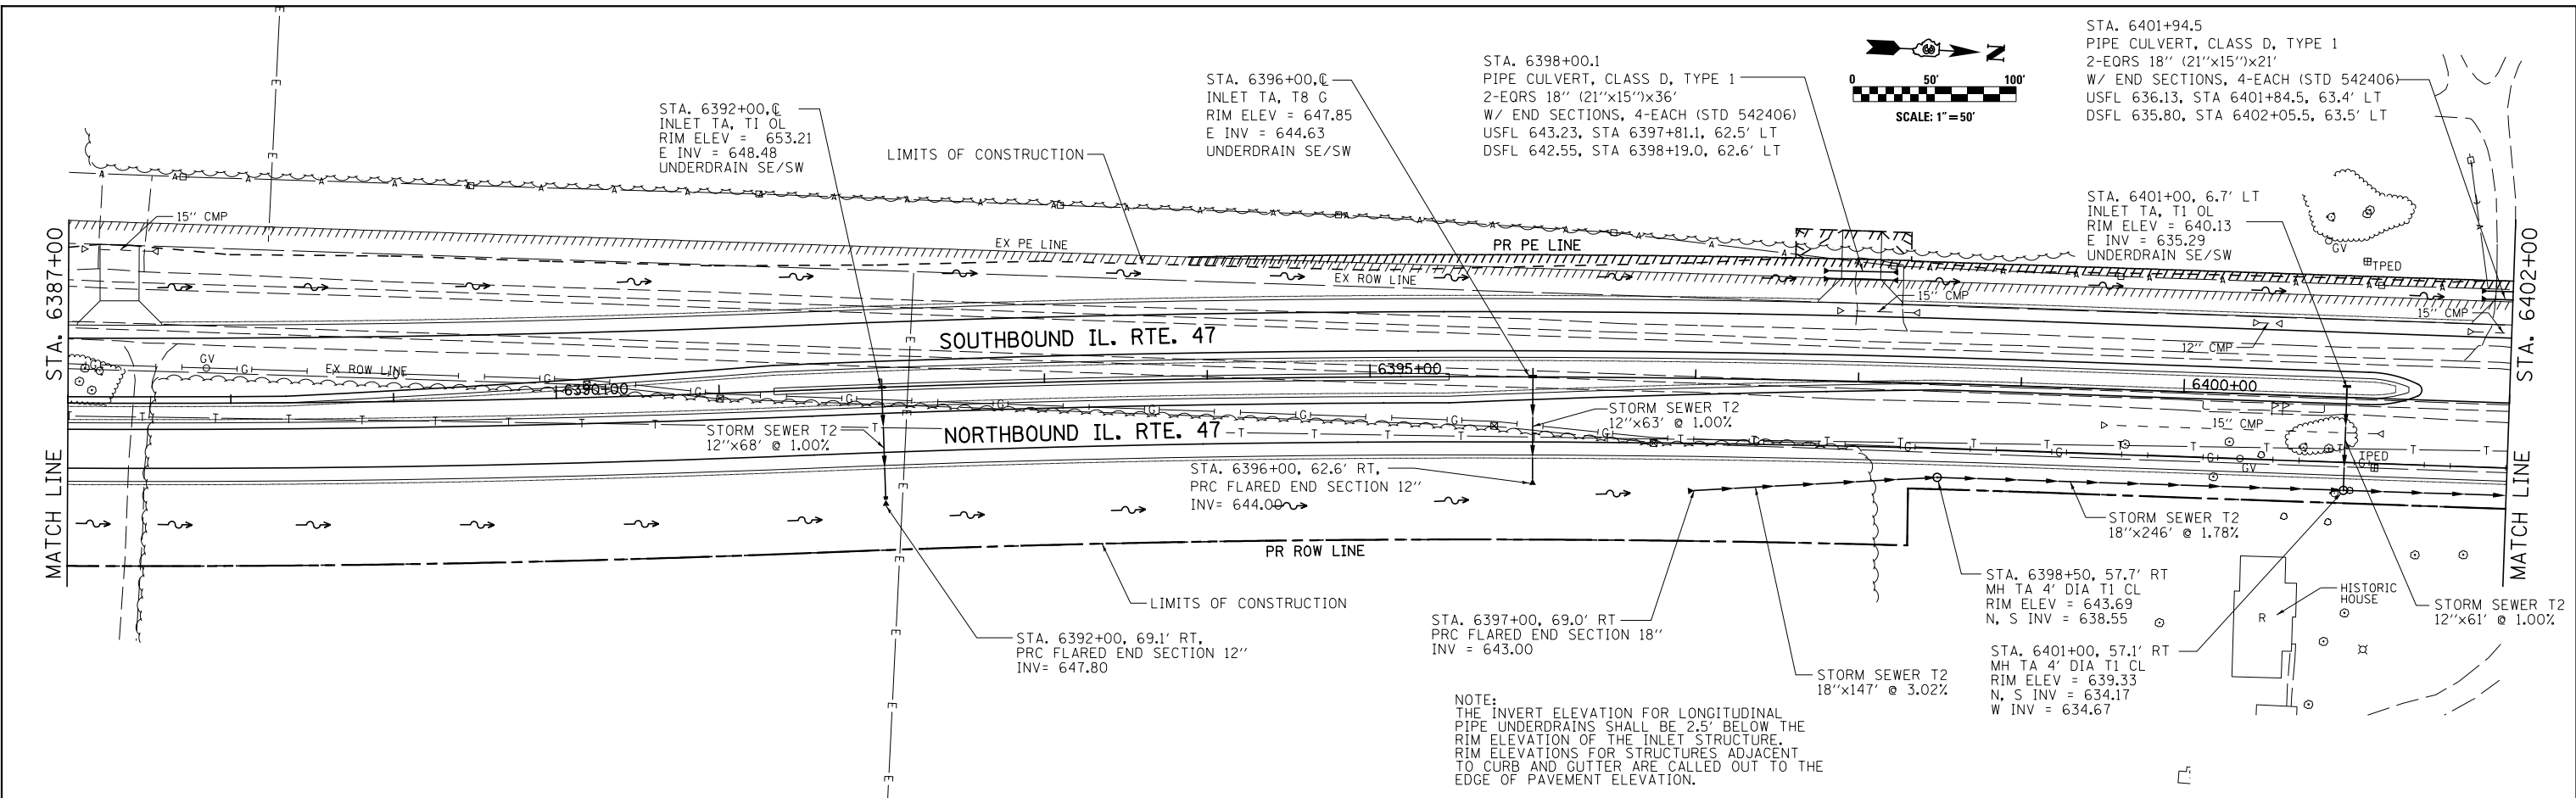 STA. 6392+00, ℄
INLET TA, T1 OL
RIM ELEV = 653.21
E INV = 648.48
UNDERDRAIN SE/SW
LIMITS OF CONSTRUCTION
STA. 6396+00, ℄
INLET TA, T8 G
RIM ELEV = 647.85
E INV = 644.63
UNDERDRAIN SE/SW
STA. 6398+00.1
PIPE CULVERT, CLASS D, TYPE 1
2-EQRS 18" (21"x15")x36'
W/ END SECTIONS, 4-EACH (STD 542406)
USFL 643.23, STA 6397+81.1, 62.5' LT
DSFL 642.55, STA 6398+19.0, 62.6' LT
N
0 50' 100'
SCALE: 1"=50'
STA. 6401+94.5
PIPE CULVERT, CLASS D, TYPE 1
2-EQRS 18" (21"x15")x21'
W/ END SECTIONS, 4-EACH (STD 542406)
USFL 636.13, STA 6401+84.5, 63.4' LT
DSFL 635.80, STA 6402+05.5, 63.5' LT
STA. 6401+00, 6.7' LT
INLET TA, T1 OL
RIM ELEV = 640.13
E INV = 635.29
UNDERDRAIN SE/SW
GV
TPED
MATCH LINE STA. 6387+00
15" CMP
EX PE LINE
PR PE LINE
EX ROW LINE
15" CMP
15" CMP
12" CMP
SOUTHBOUND IL. RTE. 47
GV
EX ROW LINE
6390+00
6395+00
6400+00
STORM SEWER T2
12"x68' @ 1.00%
NORTHBOUND IL. RTE. 47
STORM SEWER T2
12"x63' @ 1.00%
PP
15" CMP
TPED
GV
STA. 6396+00, 62.6' RT,
PRC FLARED END SECTION 12"
INV= 644.00
PR ROW LINE
STORM SEWER T2
18"x246' @ 1.78%
LIMITS OF CONSTRUCTION
STA. 6392+00, 69.1' RT,
PRC FLARED END SECTION 12"
INV= 647.80
STA. 6397+00, 69.0' RT
PRC FLARED END SECTION 18"
INV = 643.00
STORM SEWER T2
18"x147' @ 3.02%
STA. 6398+50, 57.7' RT
MH TA 4' DIA T1 CL
RIM ELEV = 643.69
N, S INV = 638.55
STA. 6401+00, 57.1' RT
MH TA 4' DIA T1 CL
RIM ELEV = 639.33
N, S INV = 634.17
W INV = 634.67
R
HISTORIC
HOUSE
STORM SEWER T2
12"x61' @ 1.00%
MATCH LINE STA. 6402+00
NOTE:
THE INVERT ELEVATION FOR LONGITUDINAL
PIPE UNDERDRAINS SHALL BE 2.5' BELOW THE
RIM ELEVATION OF THE INLET STRUCTURE.
RIM ELEVATIONS FOR STRUCTURES ADJACENT
TO CURB AND GUTTER ARE CALLED OUT TO THE
EDGE OF PAVEMENT ELEVATION.